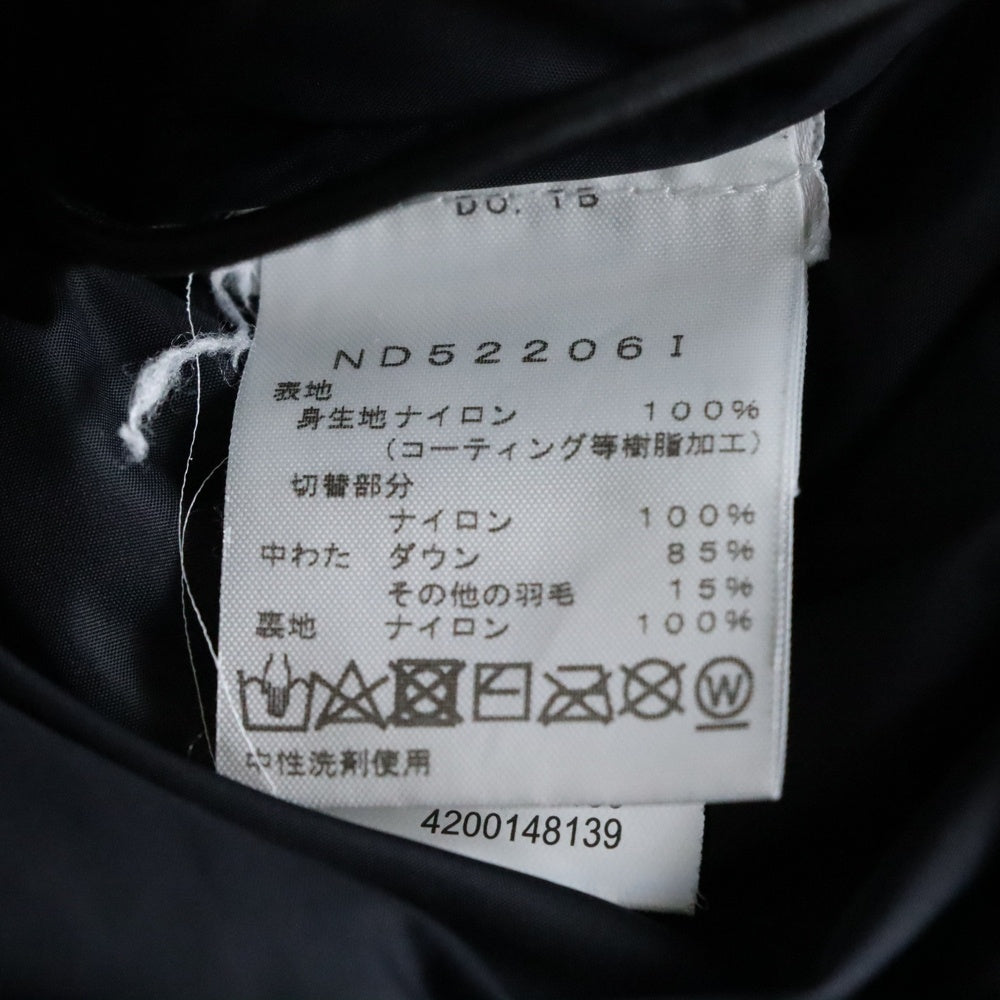 DO. TB
ND52206I
表地
身生地ナイロン 100%
(コーティング等樹脂加工)
切替部分
ナイロン 100%
中わた ダウン 85%
その他の羽毛 15%
裏地 ナイロン 100%
W
中性洗剤使用
4200148139